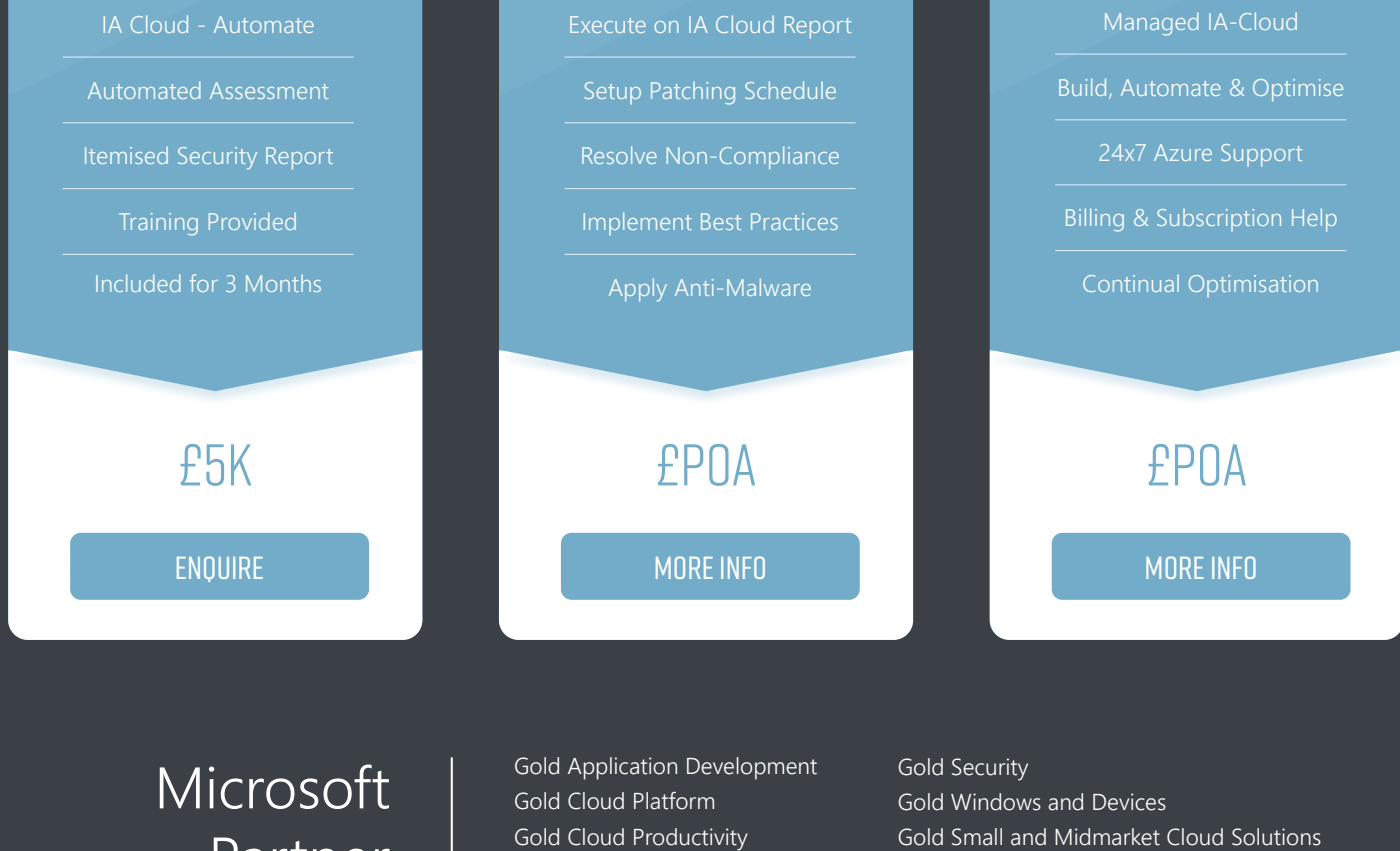 IA Cloud - Automate
Automated Assessment
Itemised Security Report
Training Provided
Included for 3 Months
£5K
ENQUIRE
Execute on IA Cloud Report
Setup Patching Schedule
Resolve Non-Compliance
Implement Best Practices
Apply Anti-Malware
£POA
MORE INFO
Managed IA-Cloud
Build, Automate & Optimise
24x7 Azure Support
Billing & Subscription Help
Continual Optimisation
£POA
MORE INFO
Microsoft
Partner
Gold Application Development
Gold Cloud Platform
Gold Cloud Productivity
Gold Security
Gold Windows and Devices
Gold Small and Midmarket Cloud Solutions